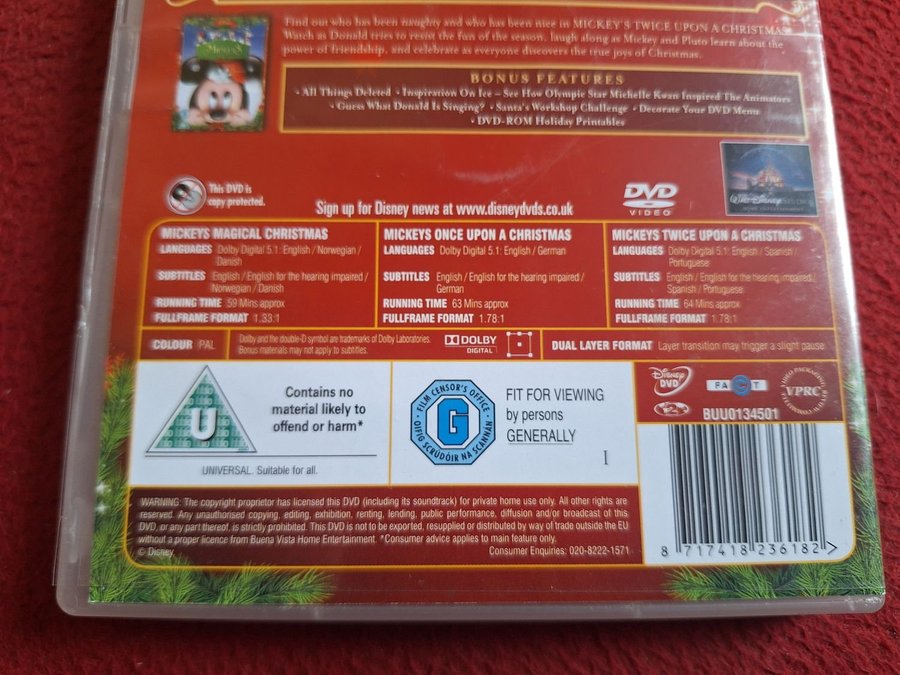 Find out who has been naughty and who has been nice in MICKEY'S TWICE UPON A CHRISTMAS.
Watch as Donald tries to resist the fun of the season, laugh along as Mickey and Pluto learn about the
power of friendship, and celebrate as everyone discovers the true joys of Christmas.
BONUS FEATURES
• All Things Deleted • Inspiration On Ice – See How Olympic Star Michelle Kwan Inspired The Animators
• Guess What Donald Is Singing? • Santa's Workshop Challenge • Decorate Your DVD Menu
• DVD-ROM Holiday Printables
This DVD is
copy protected.
Sign up for Disney news at www.disneydvds.co.uk
DVD
VIDEO
Walt Disney
MICKEYS MAGICAL CHRISTMAS
LANGUAGES Dolby Digital 5.1: English / Norwegian /
Danish
SUBTITLES English / English for the hearing impaired /
Norwegian / Danish
RUNNING TIME 59 Mins approx
FULLFRAME FORMAT 1.33:1
MICKEYS ONCE UPON A CHRISTMAS
LANGUAGES Dolby Digital 5.1: English / German
SUBTITLES English / English for the hearing impaired /
German
RUNNING TIME 63 Mins approx
FULLFRAME FORMAT 1.78:1
MICKEYS TWICE UPON A CHRISTMAS
LANGUAGES Dolby Digital 5.1: English / Spanish /
Portuguese
SUBTITLES English / English for the hearing impaired /
Spanish / Portuguese
RUNNING TIME 64 Mins approx
FULLFRAME FORMAT 1.78:1
COLOUR PAL
Dolby and the double-D symbol are trademarks of Dolby Laboratories.
Bonus materials may not apply to subtitles.
DOLBY
DIGITAL
DUAL LAYER FORMAT Layer transition may trigger a slight pause
U
Contains no
material likely to
offend or harm*
UNIVERSAL. Suitable for all.
FILM CENSOR'S OFFICE
G
OIFIG SCRÚDÓIR NA SCANNÁN
FIT FOR VIEWING
by persons
GENERALLY
I
Disney
DVD
FACT
VPRC
BUU0134501
WARNING: The copyright proprietor has licensed this DVD (including its soundtrack) for private home use only. All other rights are
reserved. Any unauthorised copying, editing, exhibition, renting, lending, public performance, diffusion and/or broadcast of this
DVD, or any part thereof, is strictly prohibited. This DVD is not to be exported, resupplied or distributed by way of trade outside the EU
without a proper licence from Buena Vista Home Entertainment. *Consumer advice applies to main feature only.
© Disney
Consumer Enquiries: 020-8222-1571
8 717418 236182 >